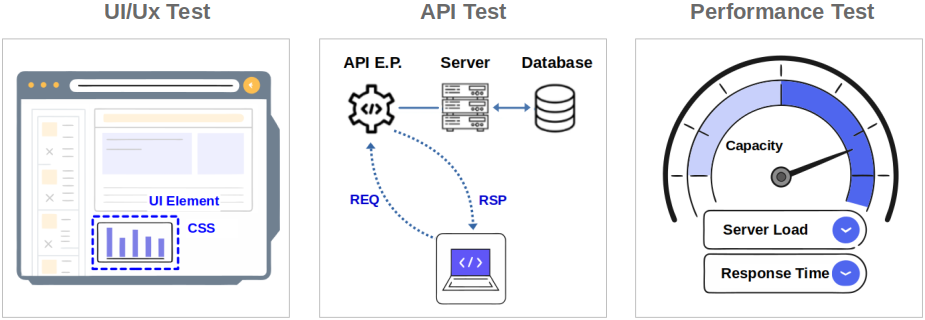 UI/Ux Test
API Test
Performance Test
UI Element
CSS
API E.P.
Server
Database
</>
REQ
RSP
</>
Capacity
Server Load
Response Time